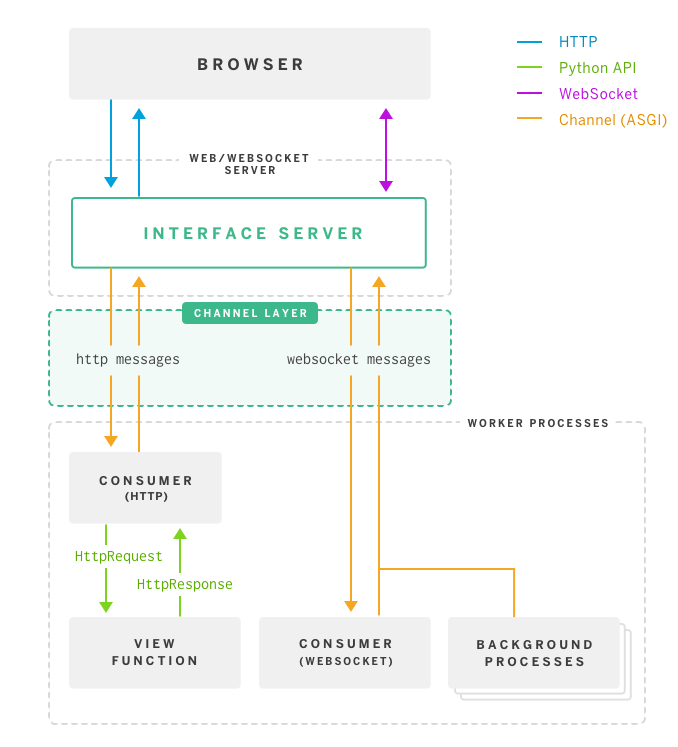 BROWSER
HTTP
Python API
WebSocket
Channel (ASGI)
WEB/WEBSOCKET
SERVER
INTERFACE SERVER
CHANNEL LAYER
http messages
websocket messages
WORKER PROCESSES
CONSUMER
(HTTP)
HttpRequest
HttpResponse
VIEW
FUNCTION
CONSUMER
(WEBSOCKET)
BACKGROUND
PROCESSES